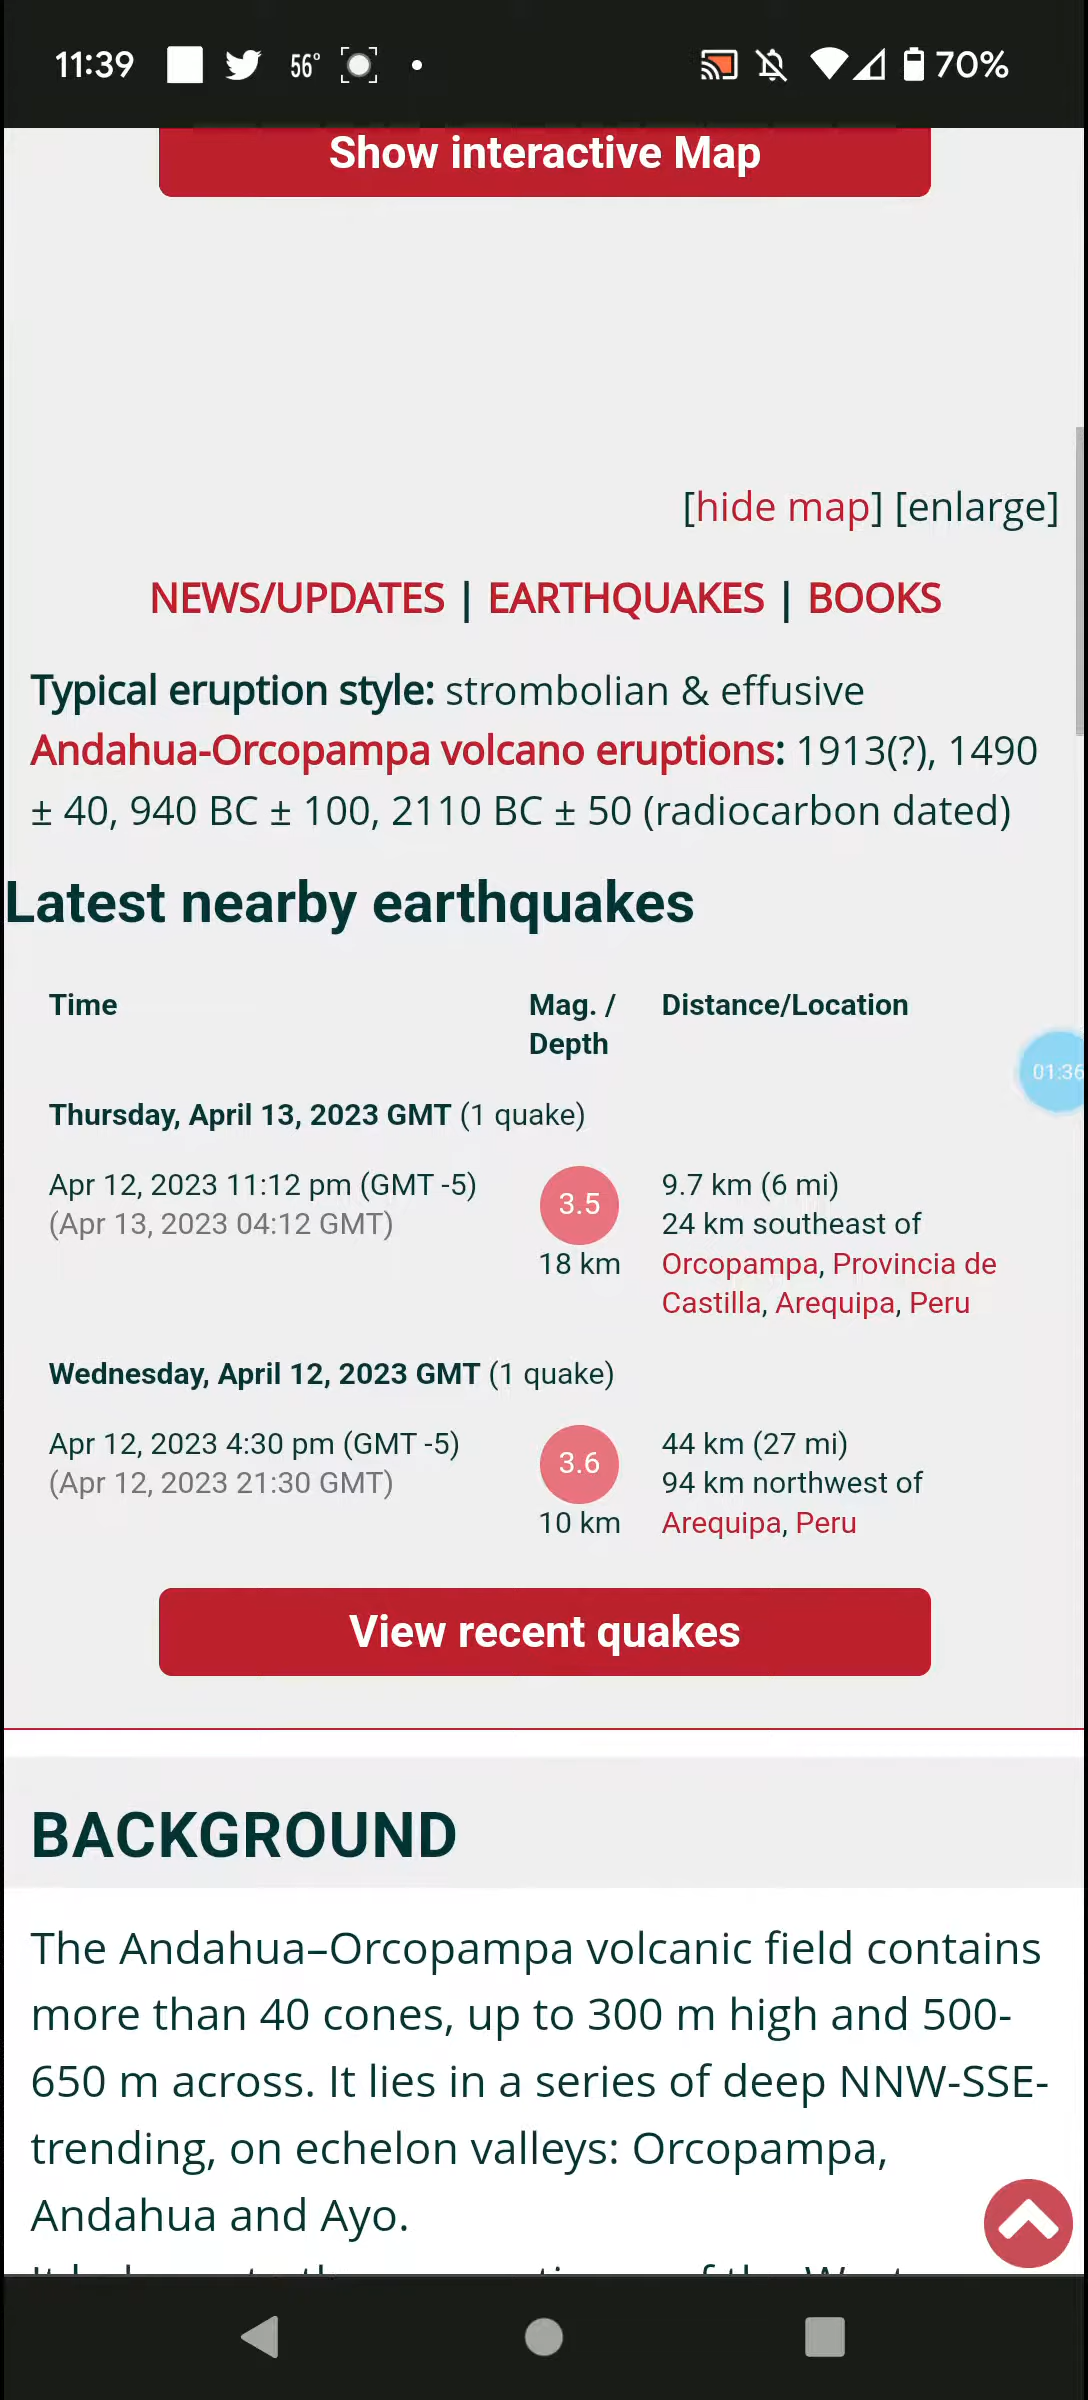 11:39 56° 70%
Show interactive Map
[hide map] [enlarge]
NEWS/UPDATES | EARTHQUAKES | BOOKS
Typical eruption style: strombolian & effusive
Andahua-Orcopampa volcano eruptions: 1913(?), 1490
± 40, 940 BC ± 100, 2110 BC ± 50 (radiocarbon dated)
Latest nearby earthquakes
Time Mag. / Distance/Location
Depth
01:36
Thursday, April 13, 2023 GMT (1 quake)
Apr 12, 2023 11:12 pm (GMT -5) 3.5 9.7 km (6 mi)
(Apr 13, 2023 04:12 GMT) 24 km southeast of
18 km Orcopampa, Provincia de
Castilla, Arequipa, Peru
Wednesday, April 12, 2023 GMT (1 quake)
Apr 12, 2023 4:30 pm (GMT -5) 3.6 44 km (27 mi)
(Apr 12, 2023 21:30 GMT) 94 km northwest of
10 km Arequipa, Peru
View recent quakes
BACKGROUND
The Andahua–Orcopampa volcanic field contains
more than 40 cones, up to 300 m high and 500-
650 m across. It lies in a series of deep NNW-SSE-
trending, on echelon valleys: Orcopampa,
Andahua and Ayo.